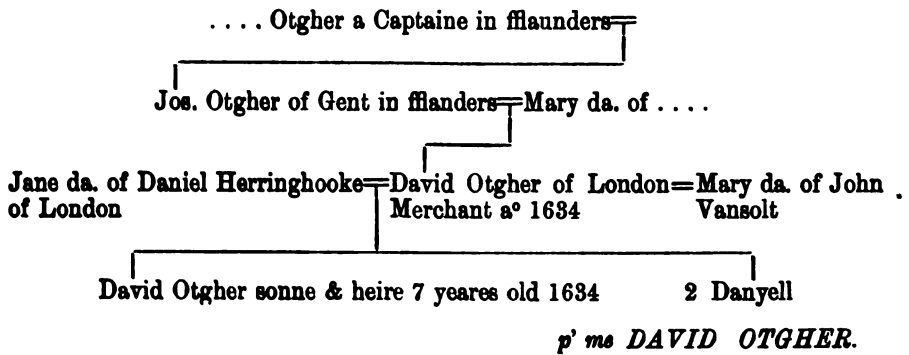 .... Otgher a Captaine in fflaunders=
Jos. Otgher of Gent in fflanders=Mary da. of ....
Jane da. of Daniel Herringhooke=David Otgher of London=Mary da. of John
of London Merchant aº 1634 Vansolt
David Otgher sonne & heire 7 yeares old 1634 2 Danyell
p' me DAVID OTGHER.